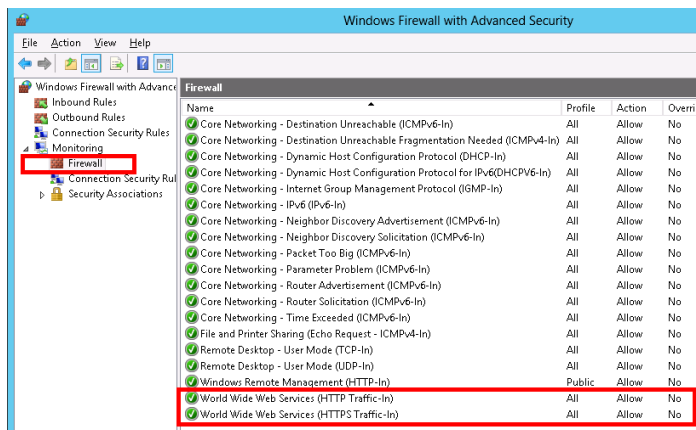 Windows Firewall with Advanced Security
File Action View Help
Windows Firewall with Advance
Inbound Rules
Outbound Rules
Connection Security Rules
Monitoring
Firewall
Connection Security Rul
Security Associations
Firewall
Name Profile Action Overri
Core Networking - Destination Unreachable (ICMPv6-In) All Allow No
Core Networking - Destination Unreachable Fragmentation Needed (ICMPv4-In) All Allow No
Core Networking - Dynamic Host Configuration Protocol (DHCP-In) All Allow No
Core Networking - Dynamic Host Configuration Protocol for IPv6(DHCPV6-In) All Allow No
Core Networking - Internet Group Management Protocol (IGMP-In) All Allow No
Core Networking - IPv6 (IPv6-In) All Allow No
Core Networking - Neighbor Discovery Advertisement (ICMPv6-In) All Allow No
Core Networking - Neighbor Discovery Solicitation (ICMPv6-In) All Allow No
Core Networking - Packet Too Big (ICMPv6-In) All Allow No
Core Networking - Parameter Problem (ICMPv6-In) All Allow No
Core Networking - Router Advertisement (ICMPv6-In) All Allow No
Core Networking - Router Solicitation (ICMPv6-In) All Allow No
Core Networking - Time Exceeded (ICMPv6-In) All Allow No
File and Printer Sharing (Echo Request - ICMPv4-In) All Allow No
Remote Desktop - User Mode (TCP-In) All Allow No
Remote Desktop - User Mode (UDP-In) All Allow No
Windows Remote Management (HTTP-In) Public Allow No
World Wide Web Services (HTTP Traffic-In) All Allow No
World Wide Web Services (HTTPS Traffic-In) All Allow No